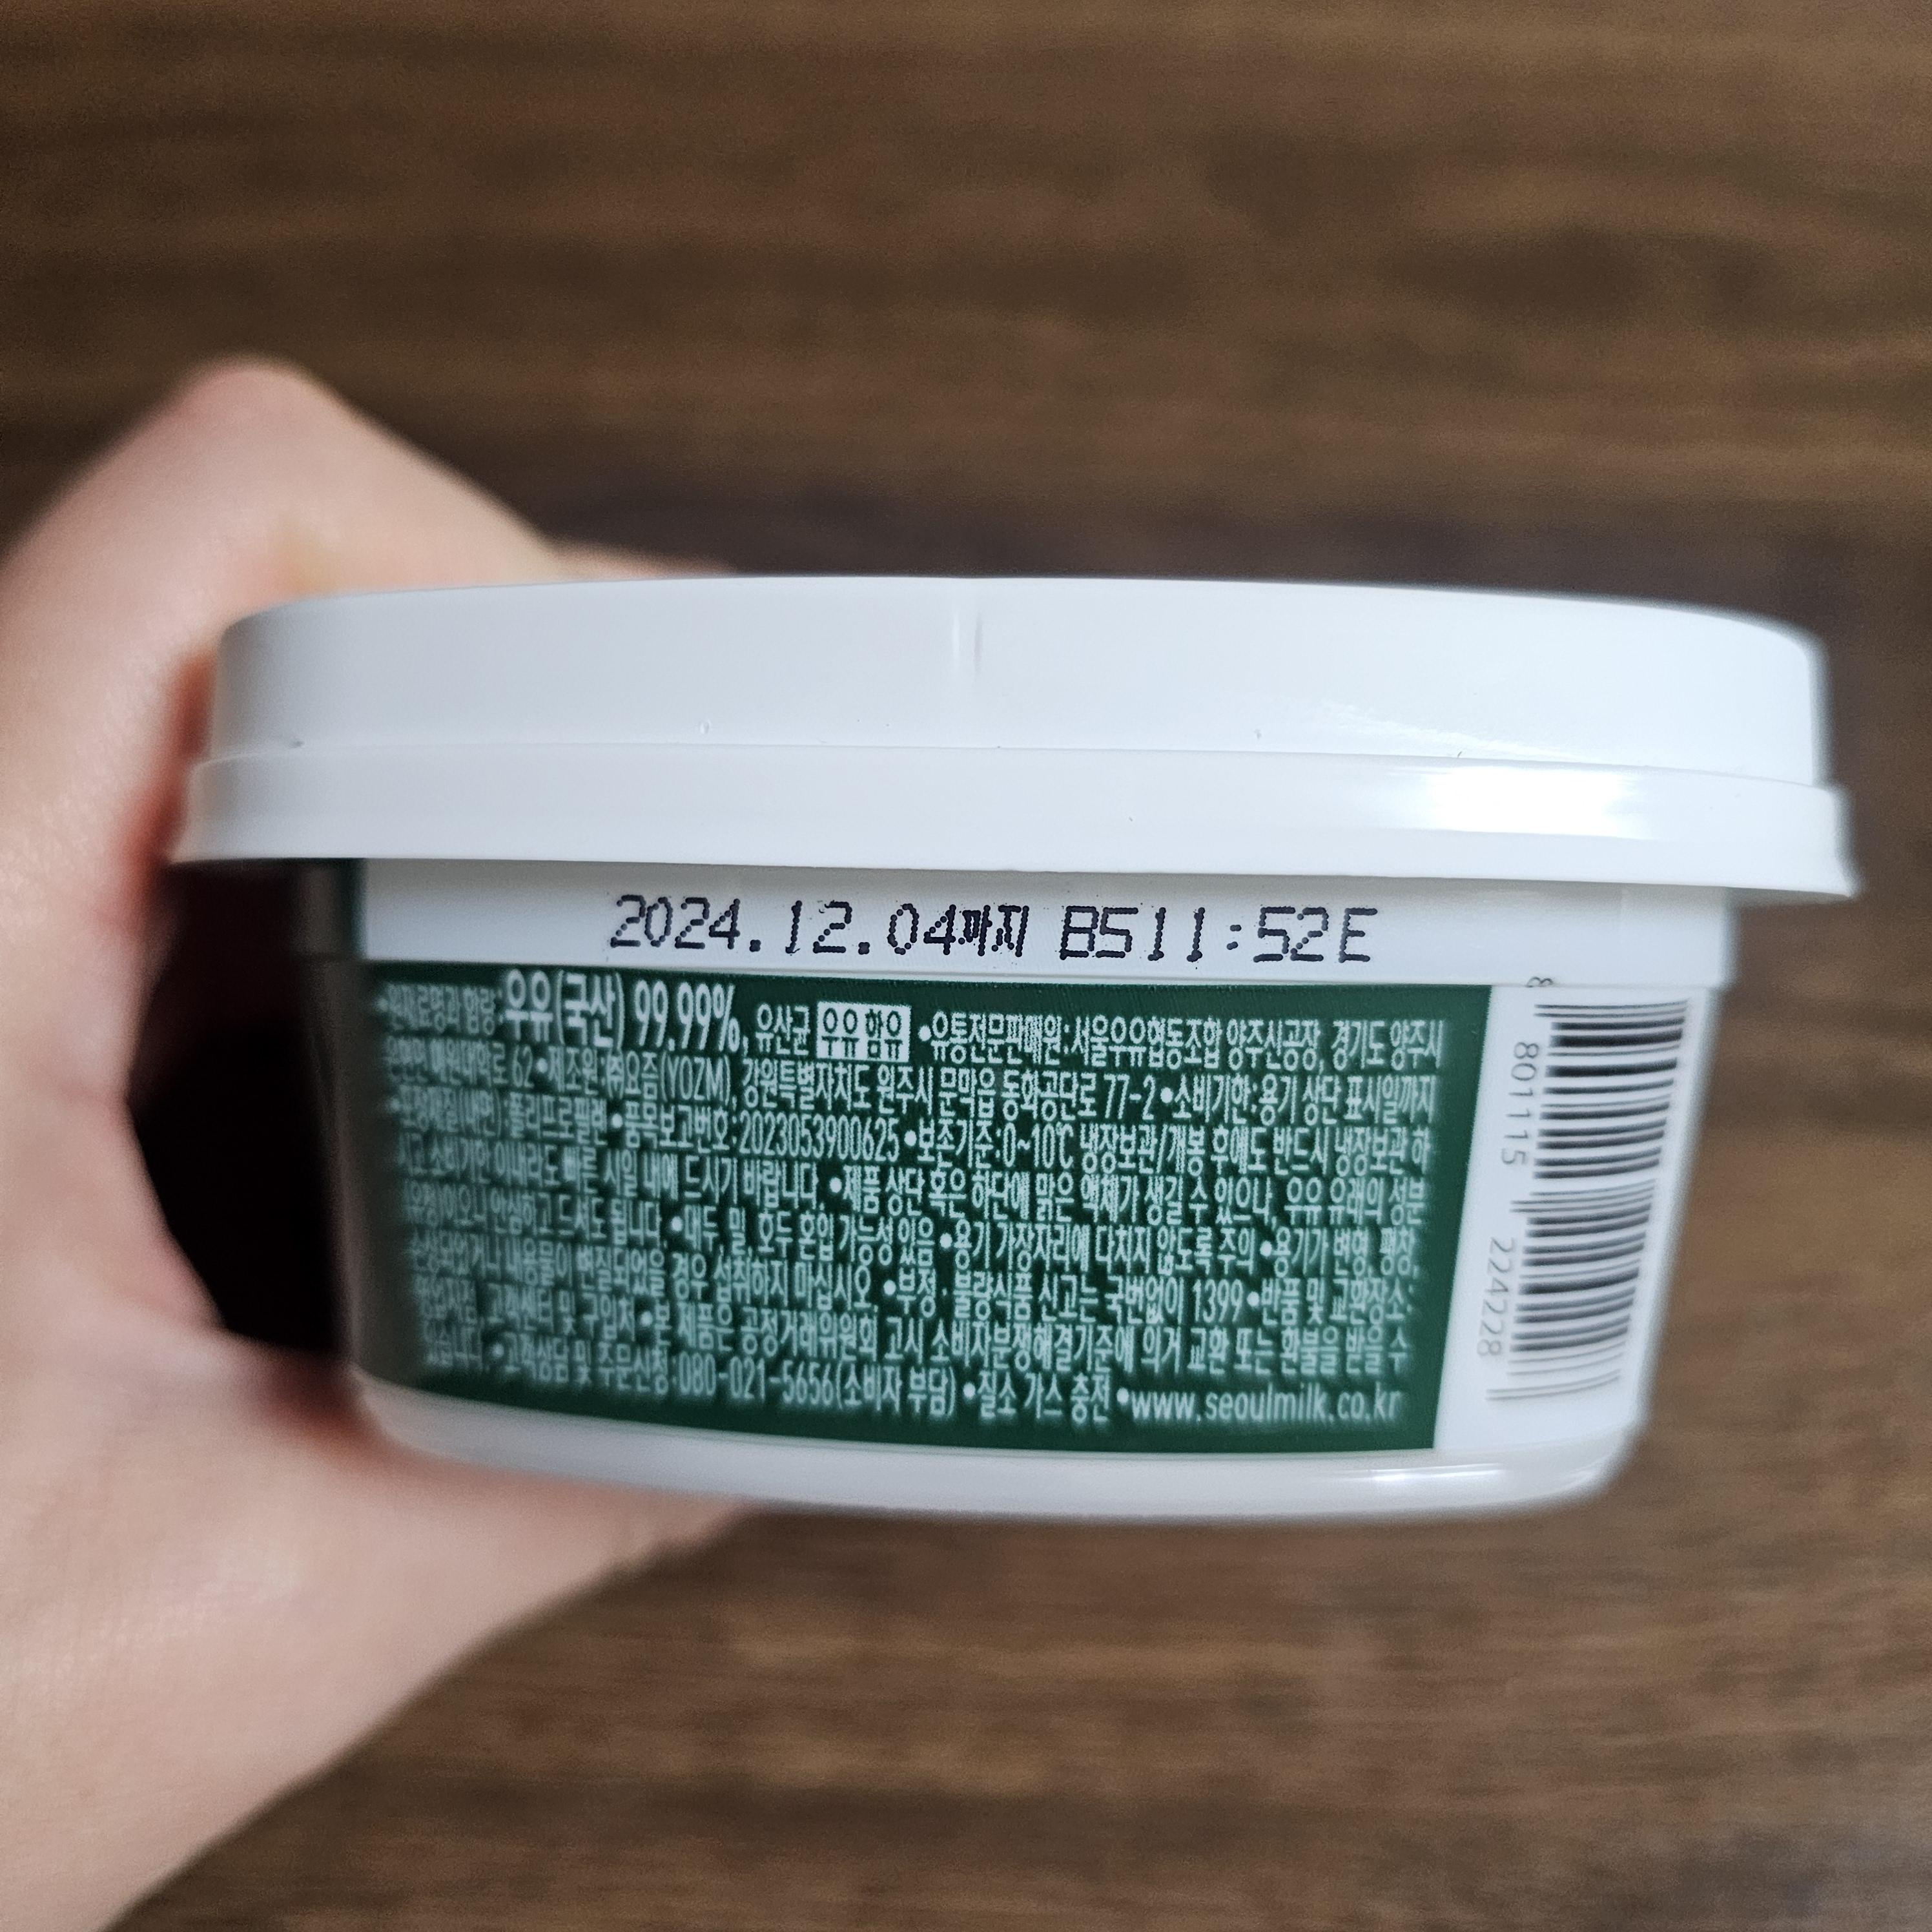 2024.12.04까지 BS11:52E
•원재료명과 함량:우유(국산) 99.99%, 유산균 우유 함유 •유통전문판매원:서울우유협동조합 양주신공장, 경기도 양주시
은현면 예원대학로 62 •제조원:㈜요즘(YOZM), 강원특별자치도 원주시 문막읍 동화공단로 77-2 •소비기한:용기 상단 표시일까지
•포장재질(내면):폴리프로필렌 •품목보고번호:2023053900625 •보존기준:0~10℃ 냉장보관/개봉 후에도 반드시 냉장보관 하
시고 소비기한 이내라도 빠른 시일 내에 드시기 바랍니다. •제품 상단 혹은 하단에 맑은 액체가 생길 수 있으나, 우유 유래의 성분
유청이오니 안심하고 드셔도 됩니다 •대두, 밀, 호두 혼입 가능성 있음 •용기 가장자리에 다치지 않도록 주의 •용기가 변형, 팽창,
손상되었거나 내용물이 변질되었을 경우 섭취하지 마십시오 •부정·불량식품 신고는 국번없이 1399 •반품 및 교환장소:
고객센터 및 구입처 •본 제품은 공정거래위원회 고시 소비자분쟁해결기준에 의거 교환 또는 환불을 받을 수
있습니다. •고객상담 및 주문신청:080-021-5656(소비자 부담) •질소 가스 충전 •www.seoulmilk.co.kr
8 801115 224228